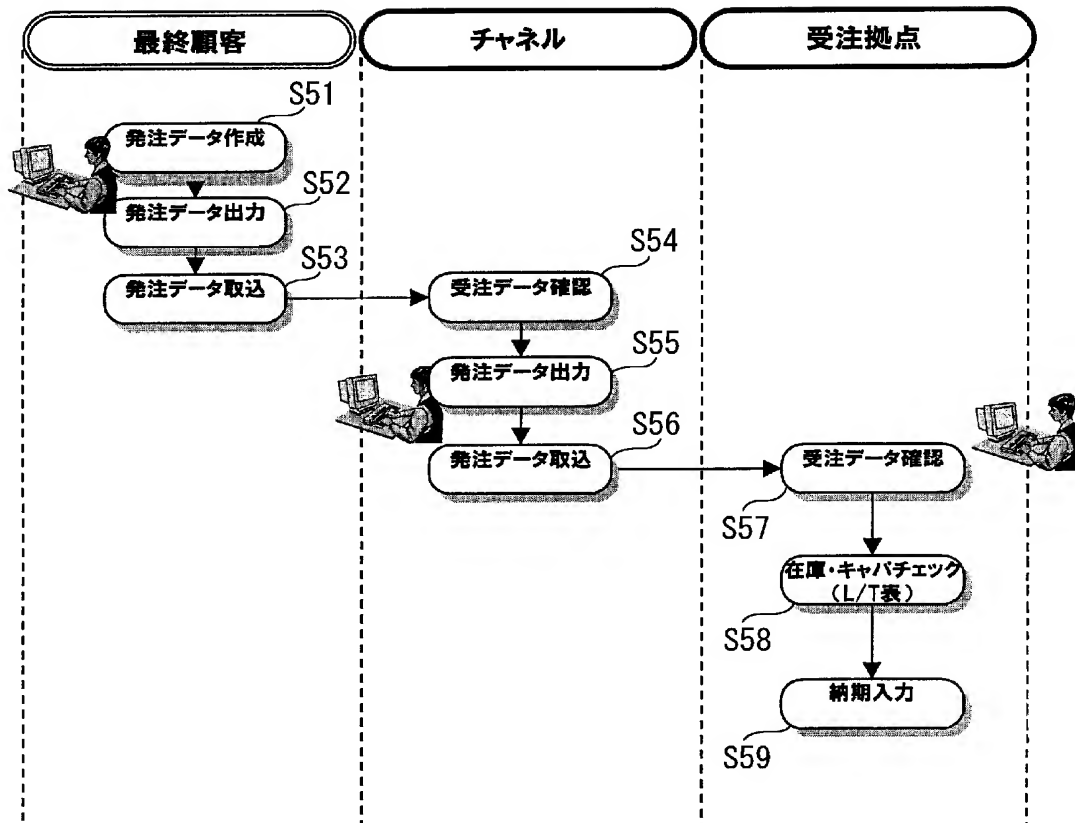 最終顧客
チャネル
受注拠点
S51
発注データ作成
S52
発注データ出力
S53
発注データ取込
S54
受注データ確認
S55
発注データ出力
S56
発注データ取込
受注データ確認
S57
在庫・キャパチェック
(L/T表)
S58
納期入力
S59